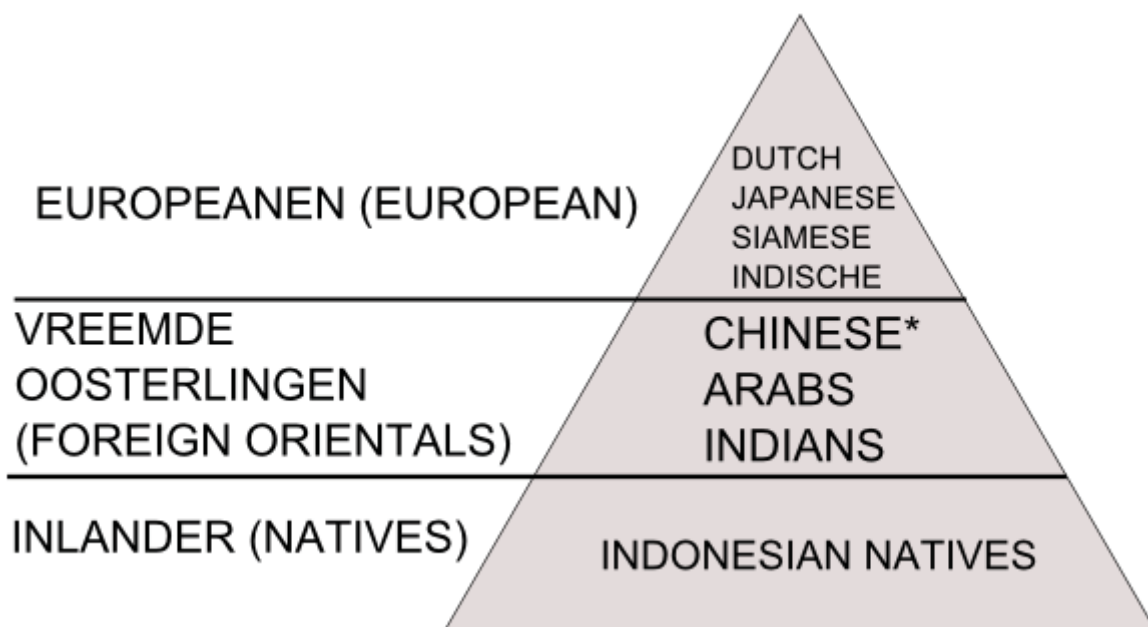 EUROPEANEN (EUROPEAN)
DUTCH
JAPANESE
SIAMESE
INDISCHE
VREEMDE
OOSTERLINGEN
(FOREIGN ORIENTALS)
CHINESE*
ARABS
INDIANS
INLANDER (NATIVES)
INDONESIAN NATIVES